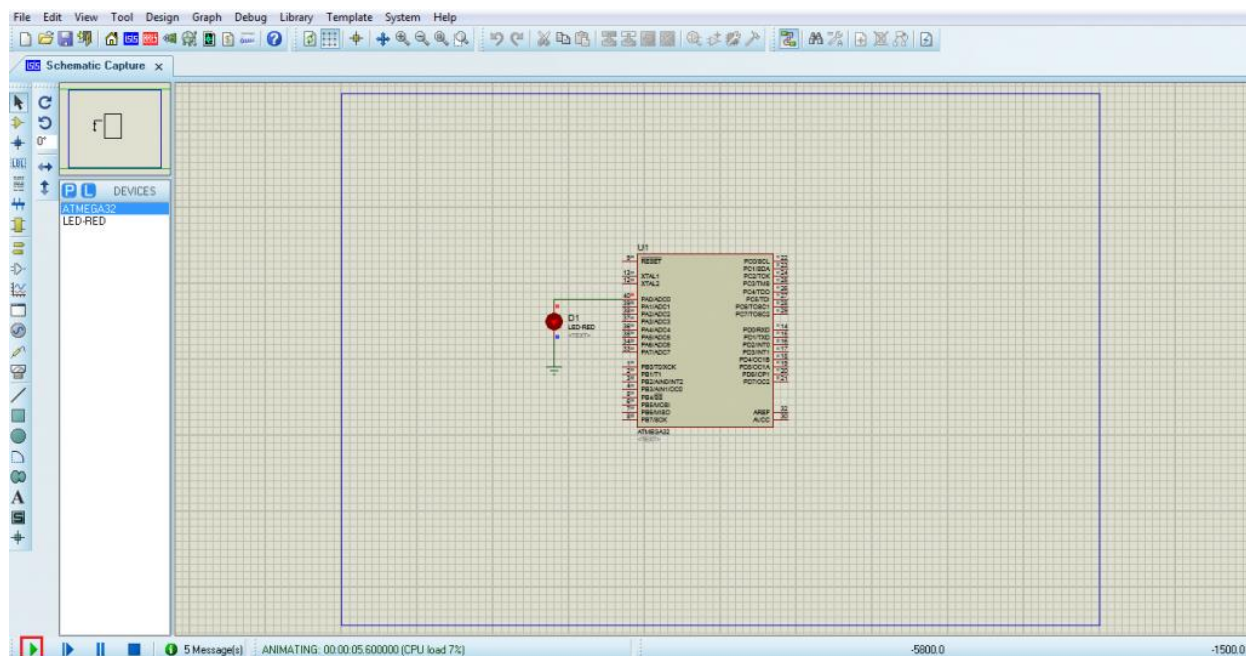 File Edit View Tool Design Graph Debug Library Template System Help
Schematic Capture x
0°
P L DEVICES
ATMEGA32
LED-RED
U1
RESET
XTAL1
XTAL2
PA0/ADC0
PA1/ADC1
PA2/ADC2
PA3/ADC3
PA4/ADC4
PA5/ADC5
PA6/ADC6
PA7/ADC7
PB0/T0/XCK
PB1/T1
PB2/AIN0/INT2
PB3/AIN1/OC0
PB4/SS
PB5/MOSI
PB6/MISO
PB7/SCK
PC0/SCL
PC1/SDA
PC2/TCK
PC3/TMS
PC4/TDO
PC5/TDI
PC6/TOSC1
PC7/TOSC2
PD0/RXD
PD1/TXD
PD2/INT0
PD3/INT1
PD4/OC1B
PD5/OC1A
PD6/ICP1
PD7/OC2
AREF
AVCC
ATMEGA32
<TEXT>
D1
LED-RED
<TEXT>
5 Message(s) ANIMATING: 00:00:05.600000 (CPU load 7%) -5800.0 -1500.0